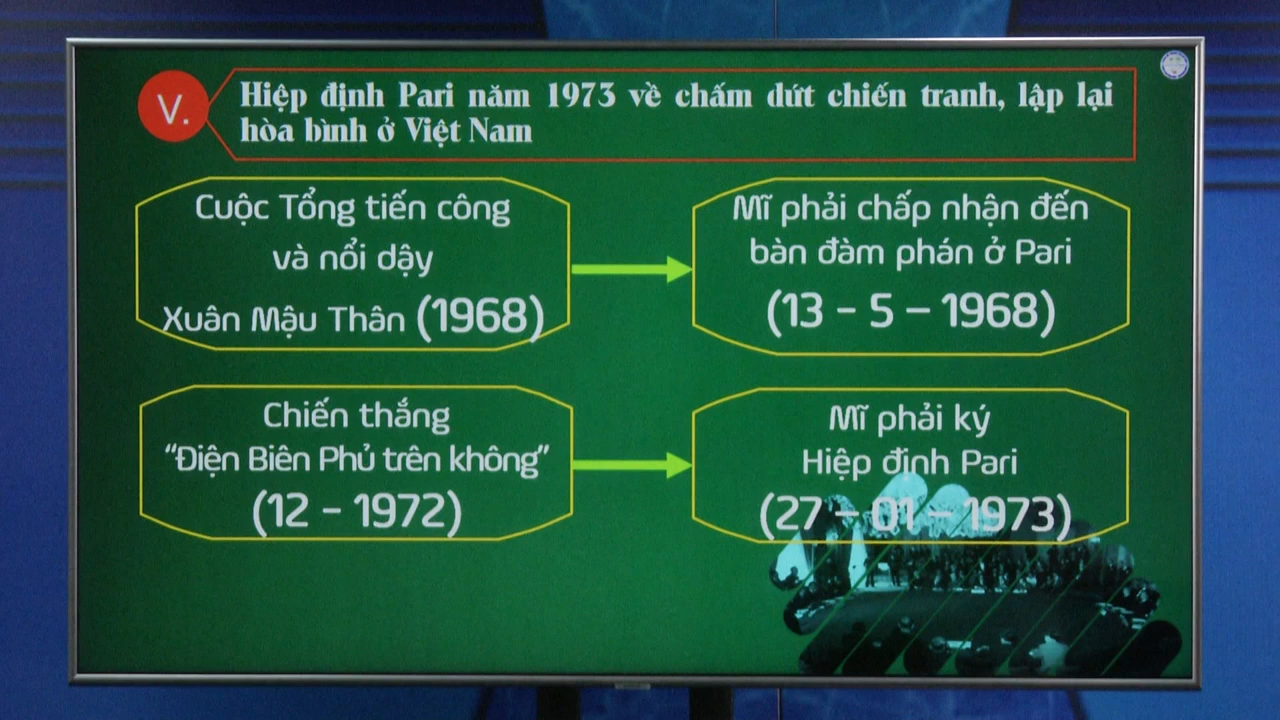 V.
Hiệp định Pari năm 1973 về chấm dứt chiến tranh, lập lại
hòa bình ở Việt Nam
Cuộc Tổng tiến công
và nổi dậy
Xuân Mậu Thân (1968)
Mĩ phải chấp nhận đến
bàn đàm phán ở Pari
(13 - 5 – 1968)
Chiến thắng
“Điện Biên Phủ trên không”
(12 - 1972)
Mĩ phải ký
Hiệp định Pari
(27 – 01 – 1973)